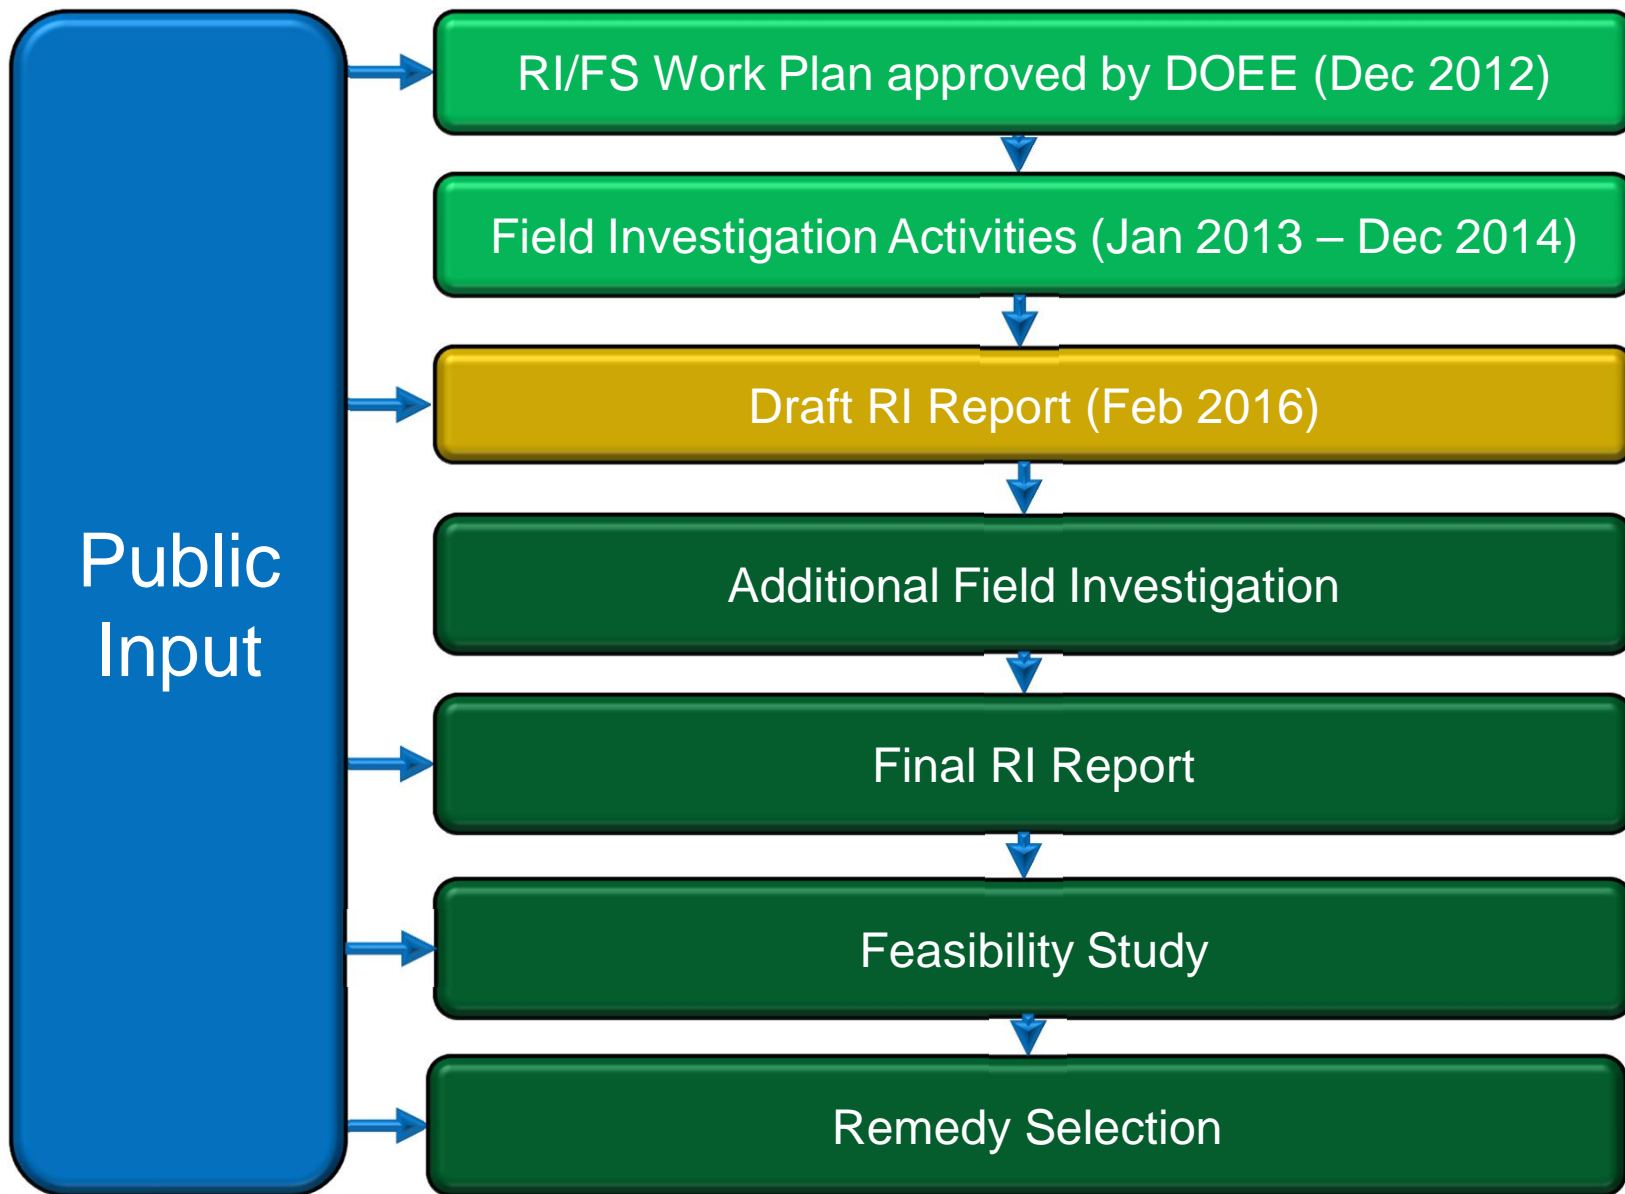 Public
Input
RI/FS Work Plan approved by DOEE (Dec 2012)
Field Investigation Activities (Jan 2013 – Dec 2014)
Draft RI Report (Feb 2016)
Additional Field Investigation
Final RI Report
Feasibility Study
Remedy Selection